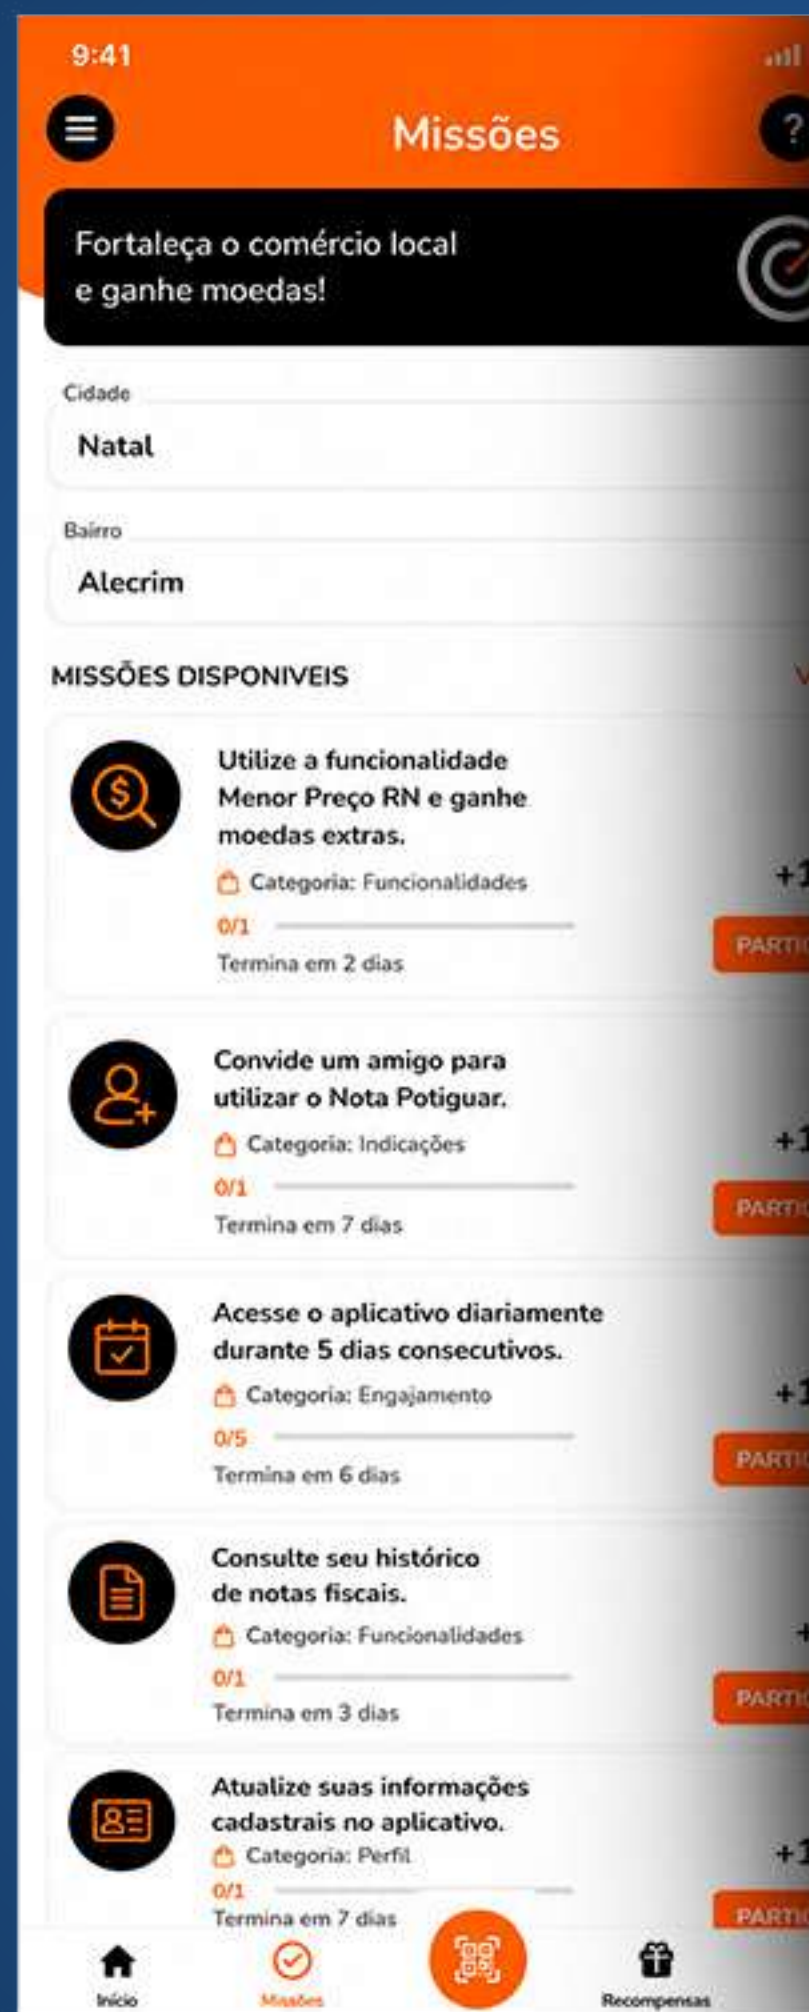 9:41
Missões
?
Fortaleça o comércio local
e ganhe moedas!
Cidade
Natal
Bairro
Alecrim
MISSÕES DISPONIVEIS
Utilize a funcionalidade
Menor Preço RN e ganhe
moedas extras.
Categoria: Funcionalidades
0/1
Termina em 2 dias
Convide um amigo para
utilizar o Nota Potiguar.
Categoria: Indicações
0/1
Termina em 7 dias
Acesse o aplicativo diariamente
durante 5 dias consecutivos.
Categoria: Engajamento
0/5
Termina em 6 dias
Consulte seu histórico
de notas fiscais.
Categoria: Funcionalidades
0/1
Termina em 3 dias
Atualize suas informações
cadastrais no aplicativo.
Categoria: Perfil
0/1
Termina em 7 dias
Início
Missões
Recompensas